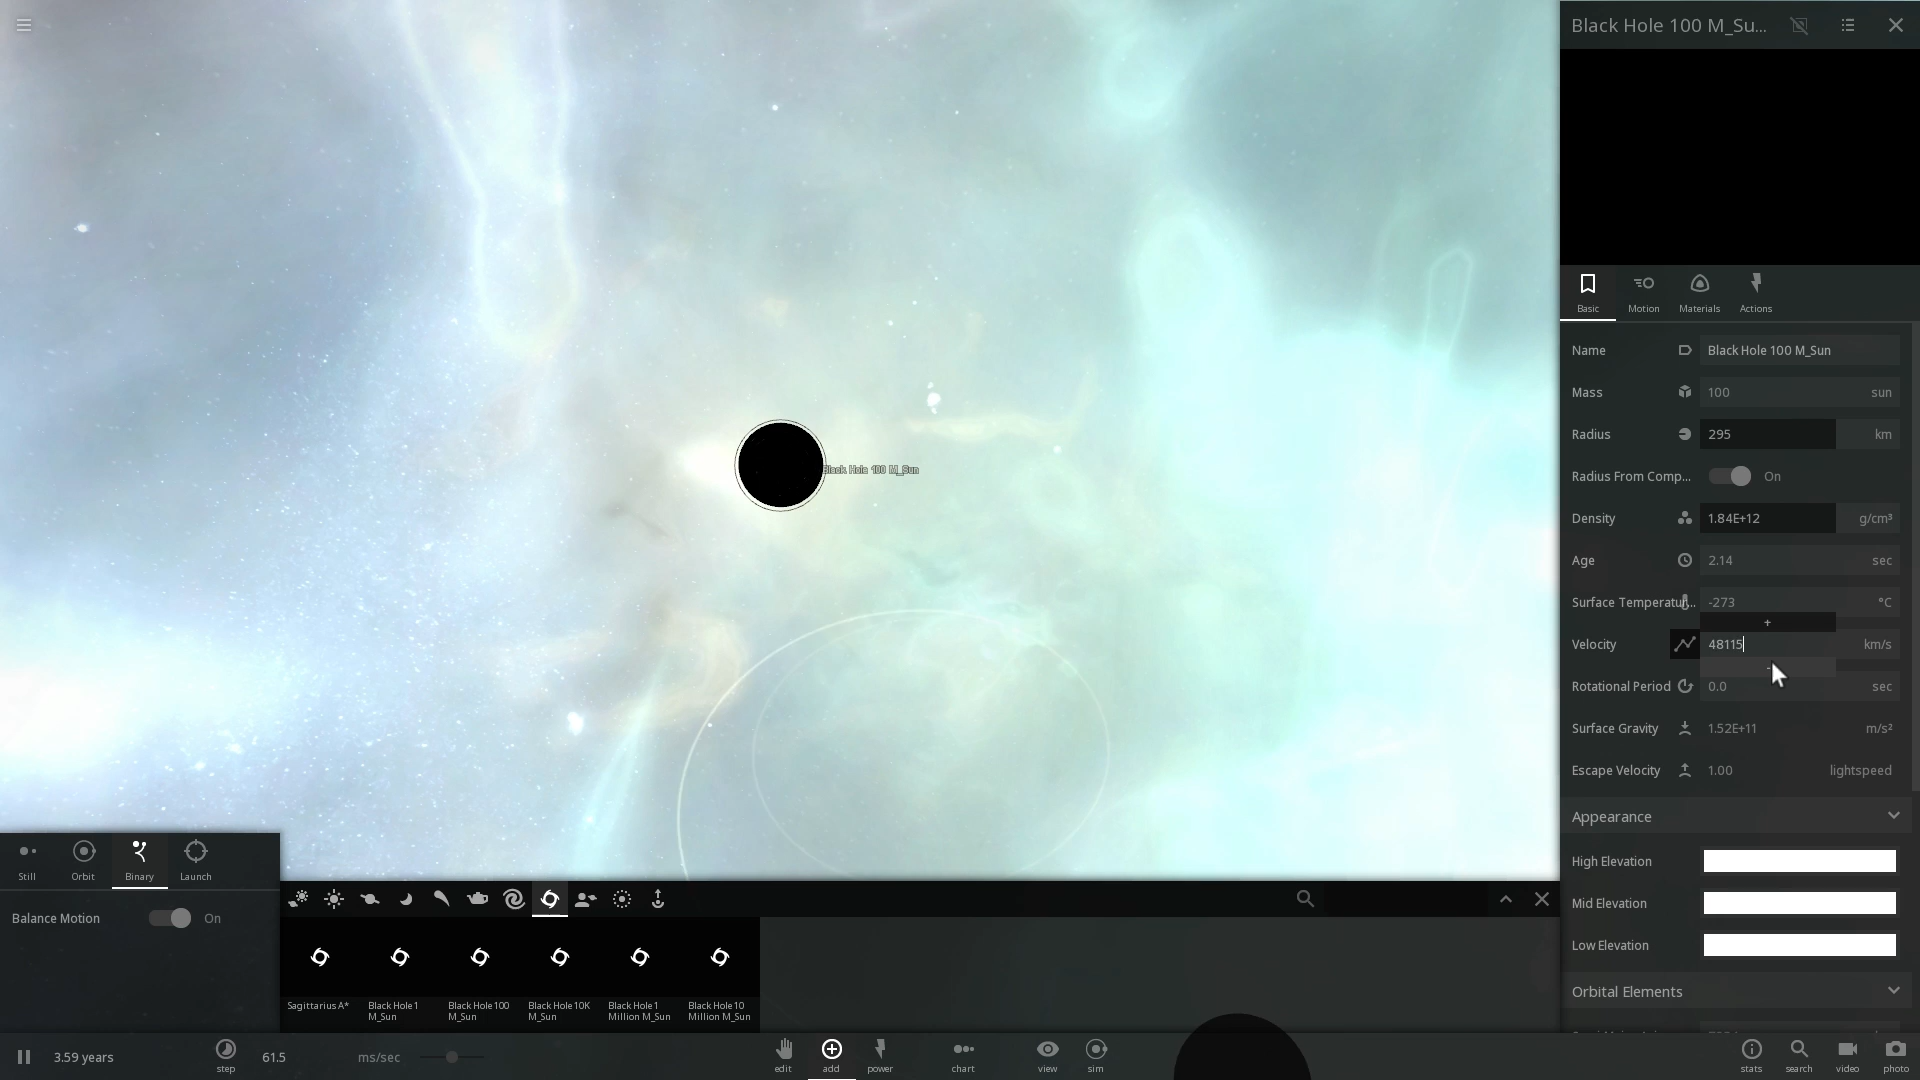 Black Hole 100 M_Su...
Basic
Motion
Materials
Actions
Name
Black Hole 100 M_Sun
Mass
100
sun
Radius
295
km
Radius From Comp...
On
Density
1.84E+12
g/cm³
Age
2.14
sec
Surface Temperatur...
-273
°C
+
Velocity
48115
km/s
Rotational Period
0.0
sec
Surface Gravity
1.52E+11
m/s²
Escape Velocity
1.00
lightspeed
Appearance
High Elevation
Mid Elevation
Low Elevation
Orbital Elements
Black Hole 100 M_Sun
Still
Orbit
Binary
Launch
Balance Motion
On
Sagittarius A*
Black Hole 1
M_Sun
Black Hole 100
M_Sun
Black Hole 10K
M_Sun
Black Hole 1
Million M_Sun
Black Hole 10
Million M_Sun
3.59 years
step
61.5
ms/sec
edit
add
power
chart
view
sim
stats
search
video
photo